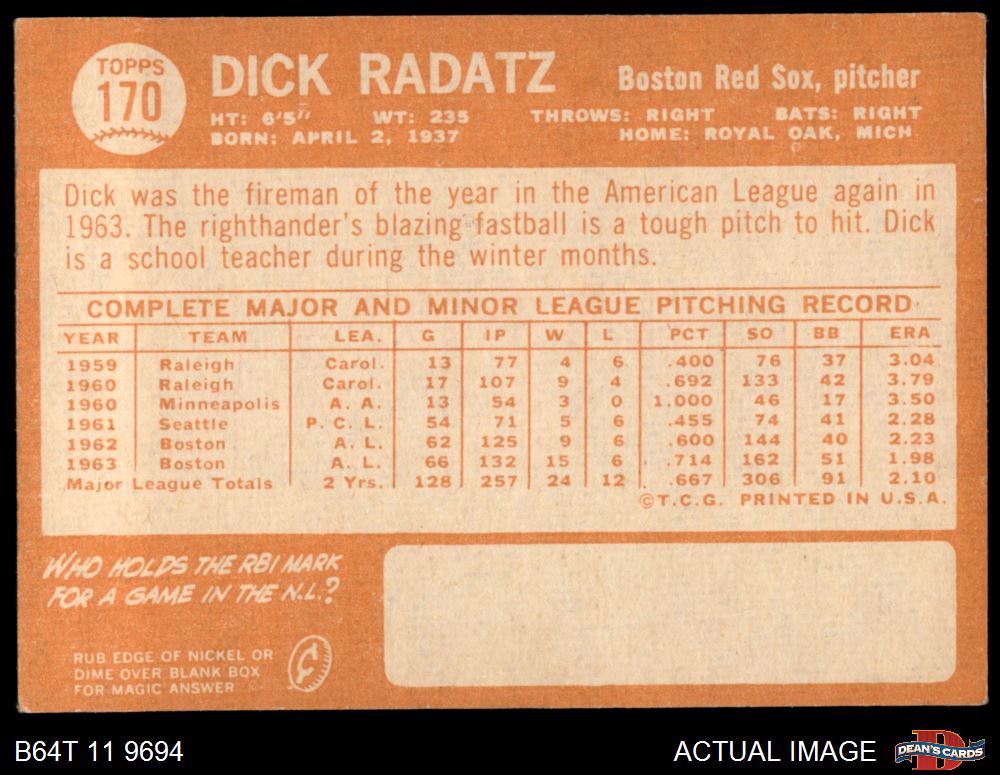 TOPPS
170
DICK RADATZ
Boston Red Sox, pitcher
HT: 6'5" WT: 235 THROWS: RIGHT BATS: RIGHT
BORN: APRIL 2, 1937 HOME: ROYAL OAK, MICH.
Dick was the fireman of the year in the American League again in
1963. The righthander's blazing fastball is a tough pitch to hit. Dick
is a school teacher during the winter months.
COMPLETE MAJOR AND MINOR LEAGUE PITCHING RECORD
YEAR TEAM LEA. G IP W L PCT SO BB ERA
1959 Raleigh Carol. 13 77 4 6 .400 76 37 3.04
1960 Raleigh Carol. 17 107 9 4 .692 133 42 3.79
1960 Minneapolis A. A. 13 54 3 0 1.000 46 17 3.50
1961 Seattle P. C. L. 54 71 5 6 .455 74 41 2.28
1962 Boston A. L. 62 125 9 6 .600 144 40 2.23
1963 Boston A. L. 66 132 15 6 .714 162 51 1.98
Major League Totals 2 Yrs. 128 257 24 12 .667 306 91 2.10
©T.C.G. PRINTED IN U.S.A.
WHO HOLDS THE RBI MARK
FOR A GAME IN THE N.L.?
RUB EDGE OF NICKEL OR
DIME OVER BLANK BOX
FOR MAGIC ANSWER
¢
B64T 11 9694
ACTUAL IMAGE
DEAN'S CARDS